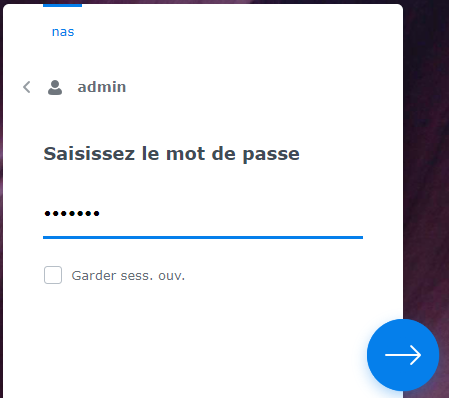 nas
admin
Saisissez le mot de passe
•••••••
Garder sess. ouv.